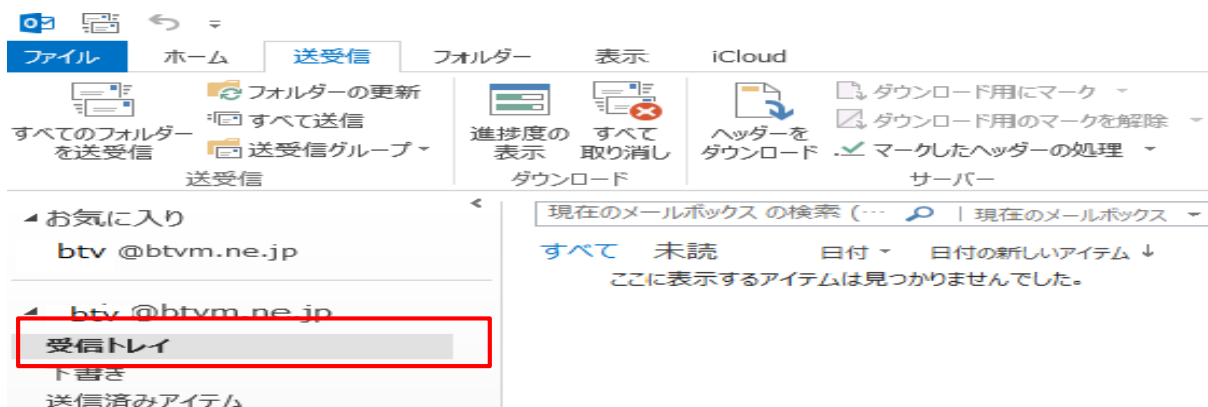 ファイル ホーム 送受信 フォルダー 表示 iCloud
すべてのフォルダー
を送受信
フォルダーの更新
すべて送信
送受信グループ
送受信
進捗度の
表示
すべて
取り消し
ダウンロード
ヘッダーを
ダウンロード
ダウンロード用にマーク
ダウンロード用のマークを解除
マークしたヘッダーの処理
サーバー
お気に入り
btv @btvm.ne.jp
btv @btvm.ne.jp
受信トレイ
下書き
送信済みアイテム
現在のメールボックス の検索 (… 現在のメールボックス
すべて 未読 日付 日付の新しいアイテム ↓
ここに表示するアイテムは見つかりませんでした。